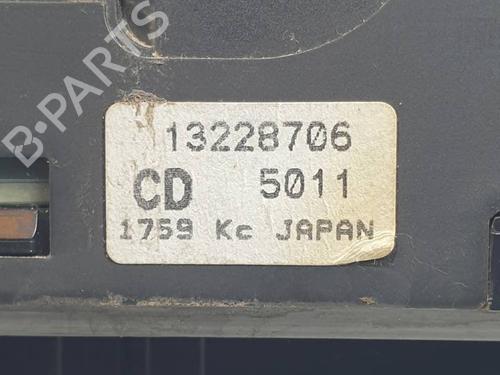 B-PARTS
13228706
CD 5011
1759 Kc JAPAN